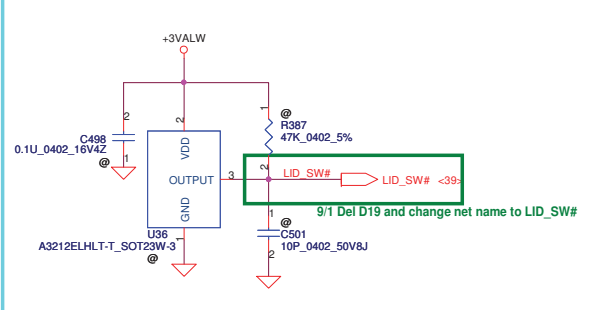 +3VALW
2
C498
0.1U_0402_16V4Z
1
@
2
VDD
OUTPUT
3
GND
1
U36
A3212ELHLT-T_SOT23W-3
@
1
@
R387
47K_0402_5%
2
LID_SW#
LID_SW# <39>
9/1 Del D19 and change net name to LID_SW#
1
@
C501
10P_0402_50V8J
2